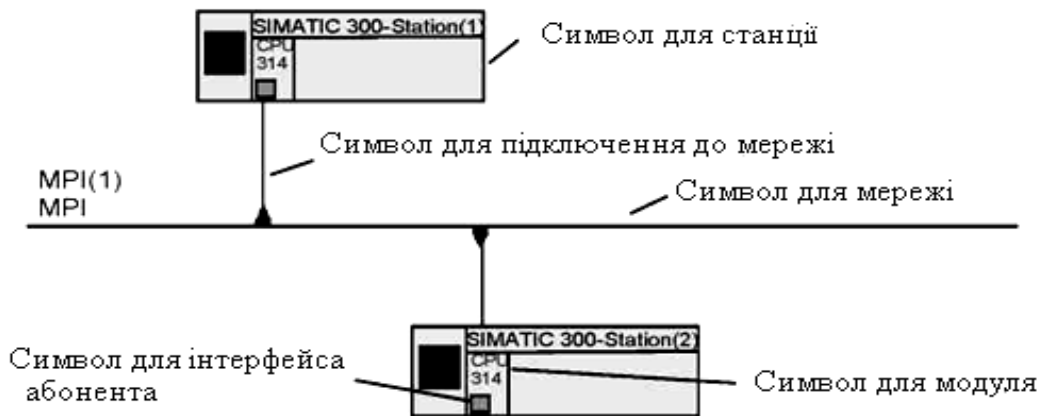 SIMATIC 300-Station(1)
CPU
314
Символ для станції
Символ для підключення до мережі
MPI(1)
MPI
Символ для мережі
SIMATIC 300-Station(2)
CPU
314
Символ для інтерфейса
абонента
Символ для модуля